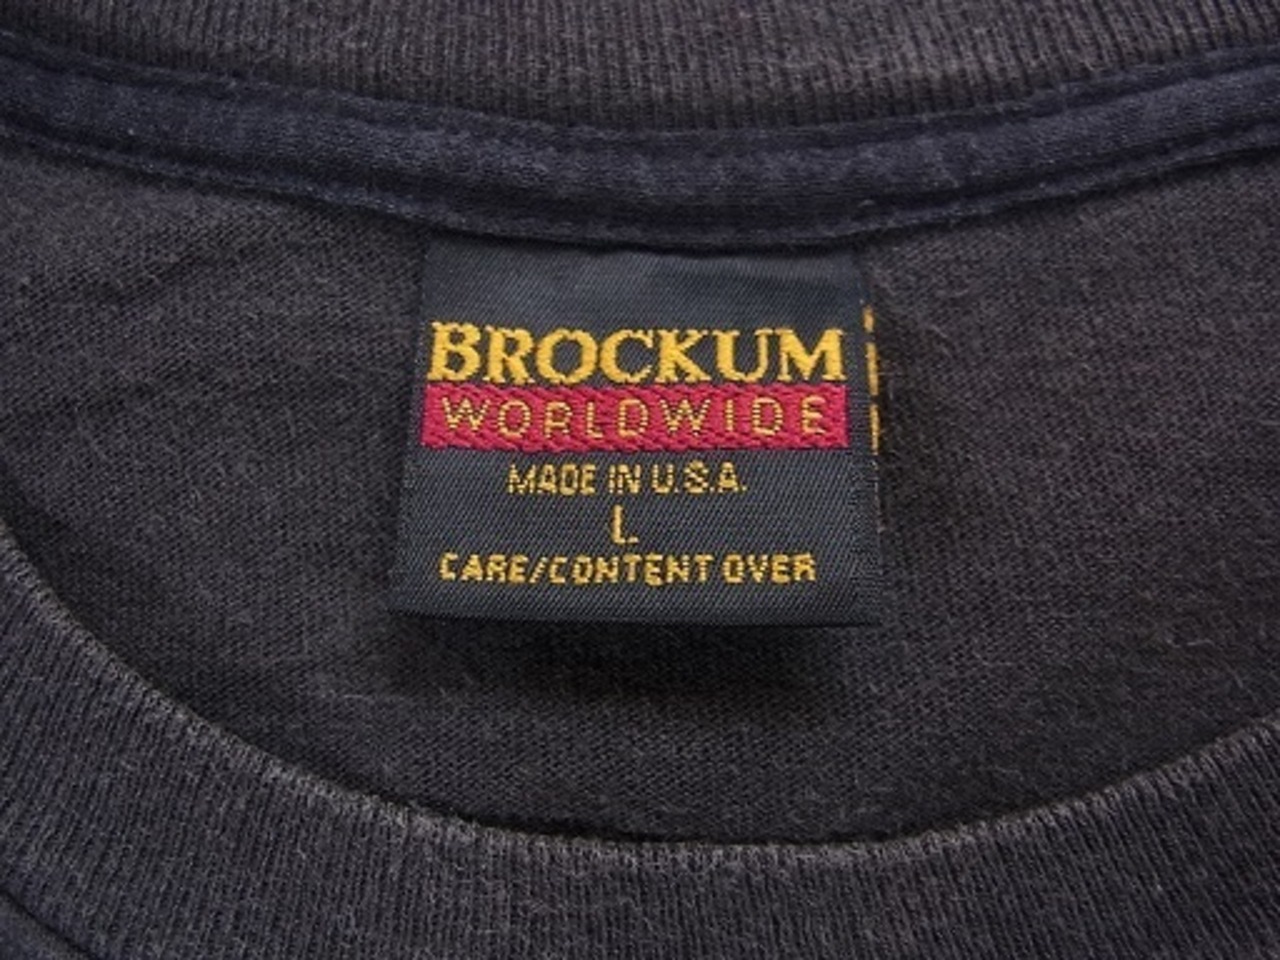 BROCKUM
WORLDWIDE
MADE IN U.S.A.
L
CARE/CONTENT OVER